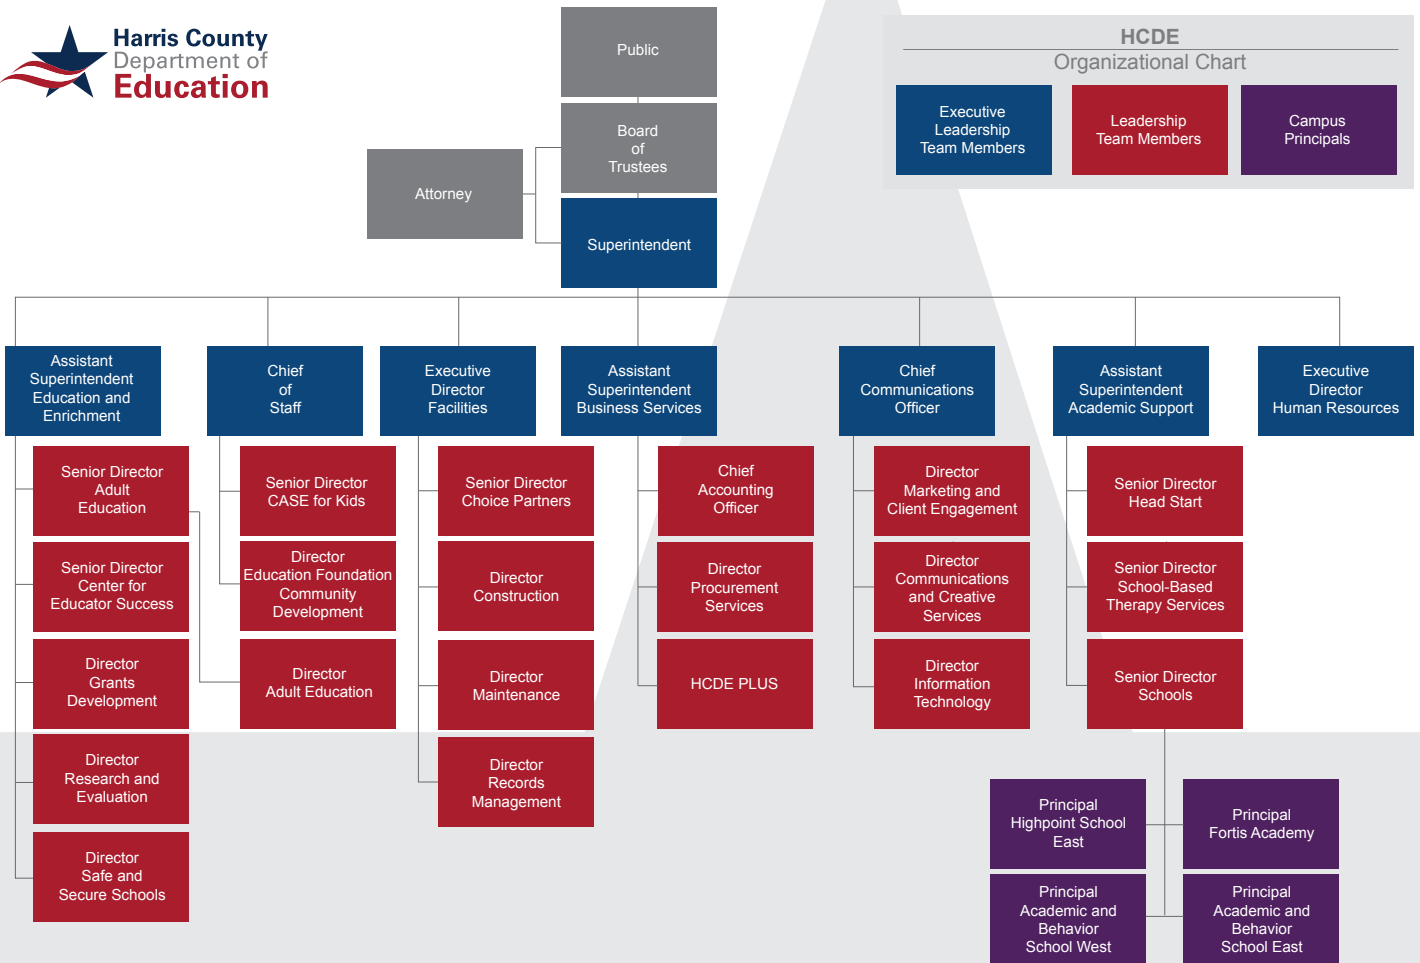 Harris County
Department of
Education
Public
Board
of
Trustees
Attorney
Superintendent
HCDE
Organizational Chart
Executive
Leadership
Team Members
Leadership
Team Members
Campus
Principals
Assistant
Superintendent
Education and
Enrichment
Chief
of
Staff
Executive
Director
Facilities
Assistant
Superintendent
Business Services
Chief
Communications
Officer
Assistant
Superintendent
Academic Support
Executive
Director
Human Resources
Senior Director
Adult
Education
Senior Director
Center for
Educator Success
Director
Grants
Development
Director
Research and
Evaluation
Director
Safe and
Secure Schools
Senior Director
CASE for Kids
Director
Education Foundation
Community
Development
Director
Adult Education
Senior Director
Choice Partners
Director
Construction
Director
Maintenance
Director
Records
Management
Chief
Accounting
Officer
Director
Procurement
Services
HCDE PLUS
Director
Marketing and
Client Engagement
Director
Communications
and Creative
Services
Director
Information
Technology
Senior Director
Head Start
Senior Director
School-Based
Therapy Services
Senior Director
Schools
Principal
Highpoint School
East
Principal
Fortis Academy
Principal
Academic and
Behavior
School West
Principal
Academic and
Behavior
School East